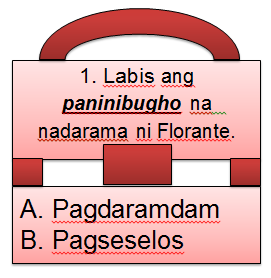 1. Labis ang
paninibugho na
nadarama ni Florante.
A. Pagdaramdam
B. Pagseselos